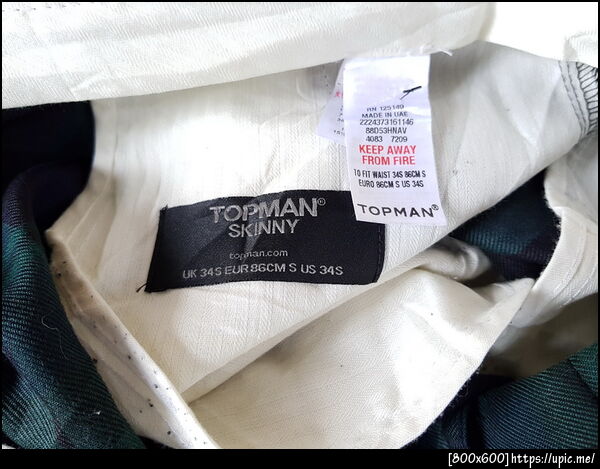 RN 125149
MADE IN UAE
2224373161146
88D53HNAV
4083 7209
KEEP AWAY
FROM FIRE
TO FIT WAIST 34S 86CM S
EURO 86CM S US 34S
TOPMAN
TOPMAN®
SKINNY
topman.com
UK 34S EUR 86CM S US 34S
[800x600]https://upic.me/